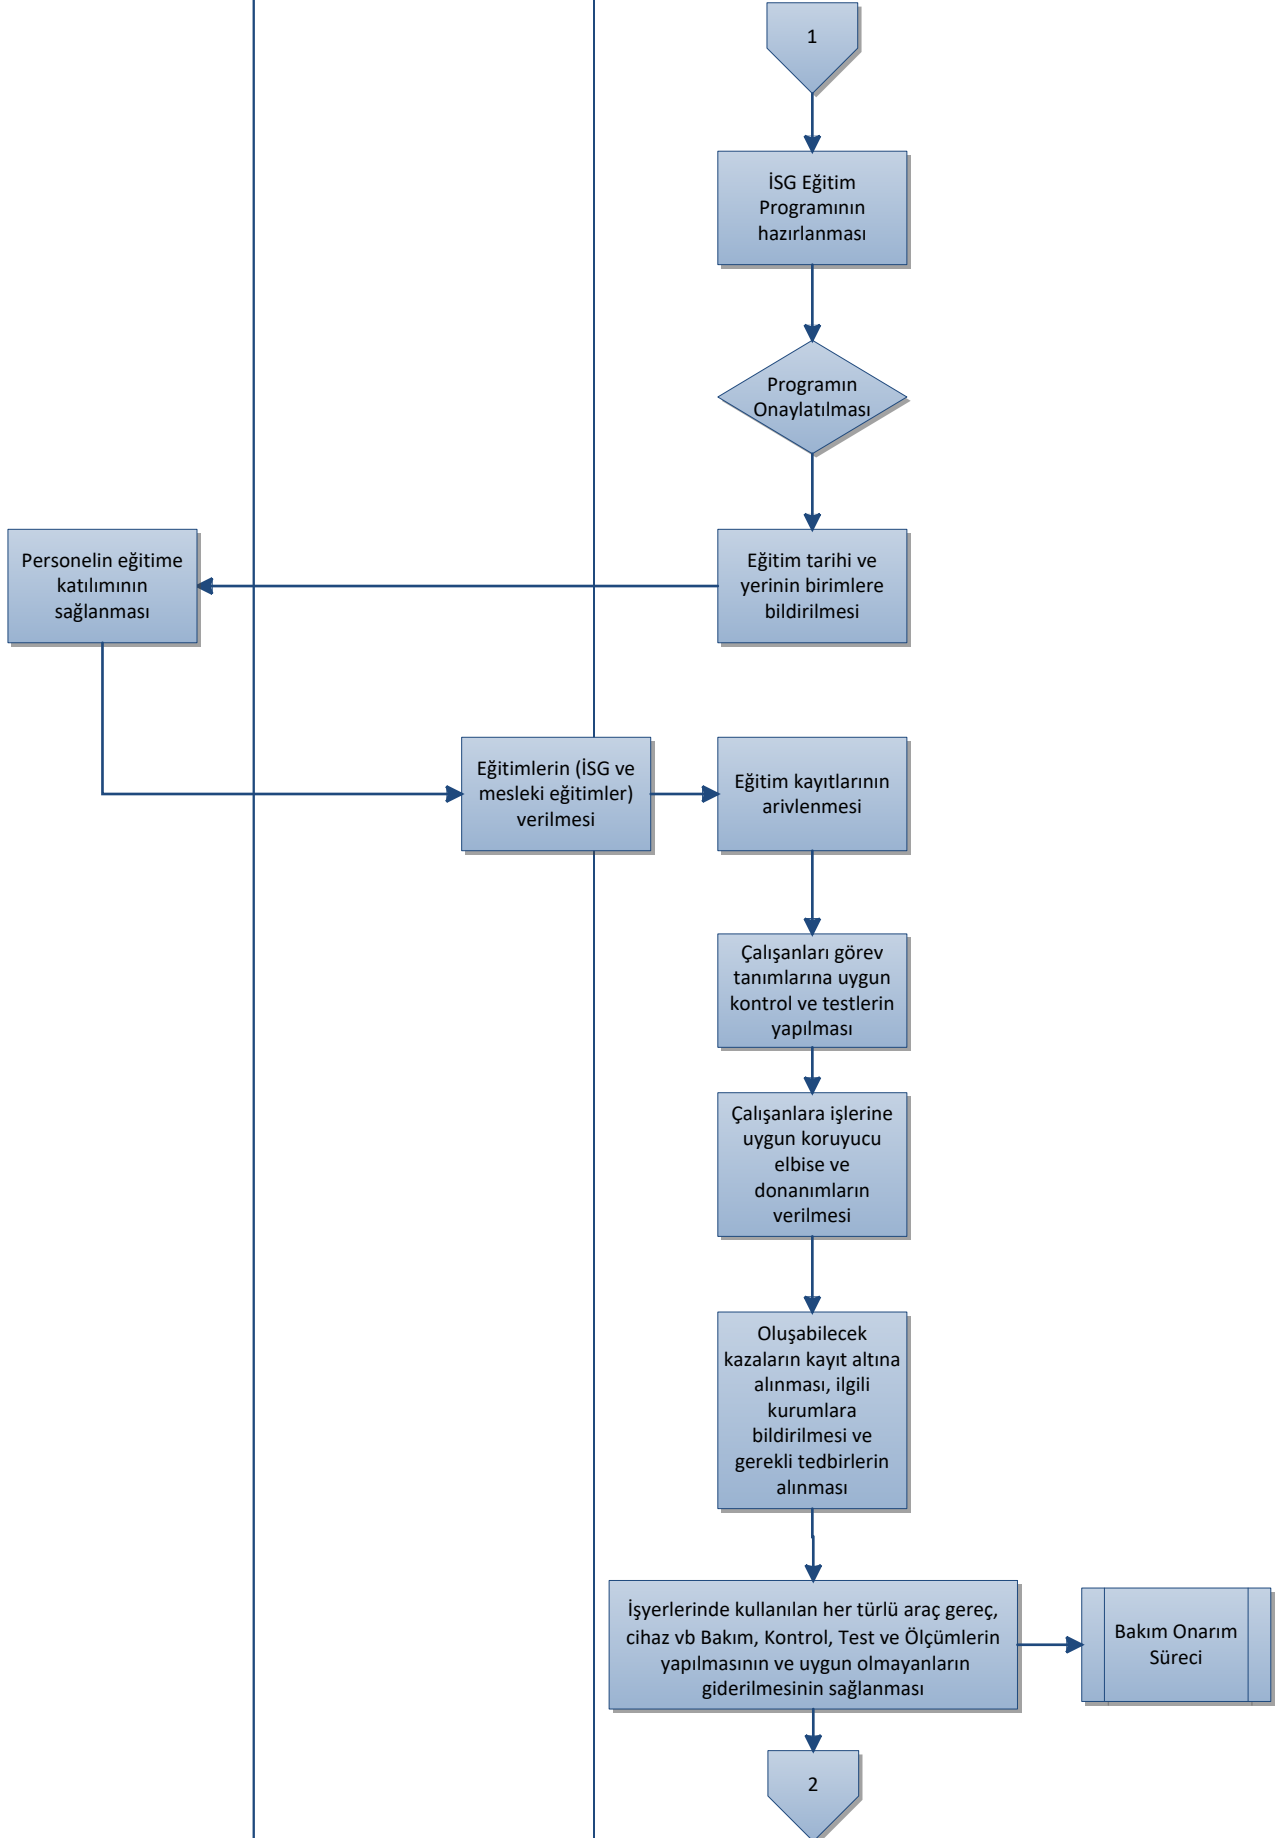 1
İSG Eğitim
Programının
hazırlanması
Programın
Onaylatılması
Eğitim tarihi ve
yerinin birimlere
bildirilmesi
Personelin eğitime
katılımının
sağlanması
Eğitimlerin (İSG ve
mesleki eğitimler)
verilmesi
Eğitim kayıtlarının
arivlenmesi
Çalışanları görev
tanımlarına uygun
kontrol ve testlerin
yapılması
Çalışanlara işlerine
uygun koruyucu
elbise ve
donanımların
verilmesi
Oluşabilecek
kazaların kayıt altına
alınması, ilgili
kurumlara
bildirilmesi ve
gerekli tedbirlerin
alınması
İşyerlerinde kullanılan her türlü araç gereç,
cihaz vb Bakım, Kontrol, Test ve Ölçümlerin
yapılmasının ve uygun olmayanların
giderilmesinin sağlanması
Bakım Onarım
Süreci
2